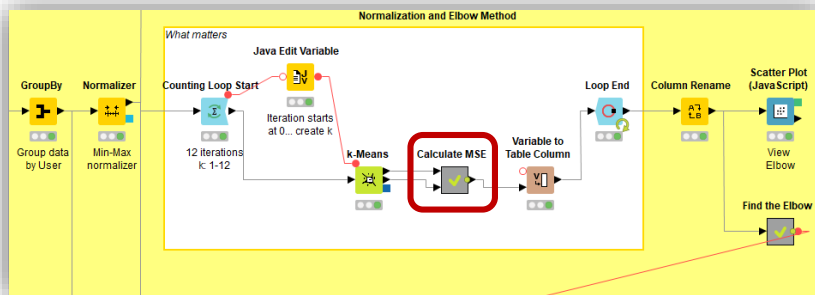 Normalization and Elbow Method
What matters
Java Edit Variable
Iteration starts
at 0... create k
GroupBy
Group data
by User
Normalizer
Min-Max
normalizer
Counting Loop Start
12 iterations
k: 1-12
k-Means
Calculate MSE
Variable to
Table Column
Loop End
Column Rename
Scatter Plot
(JavaScript)
View
Elbow
Find the Elbow